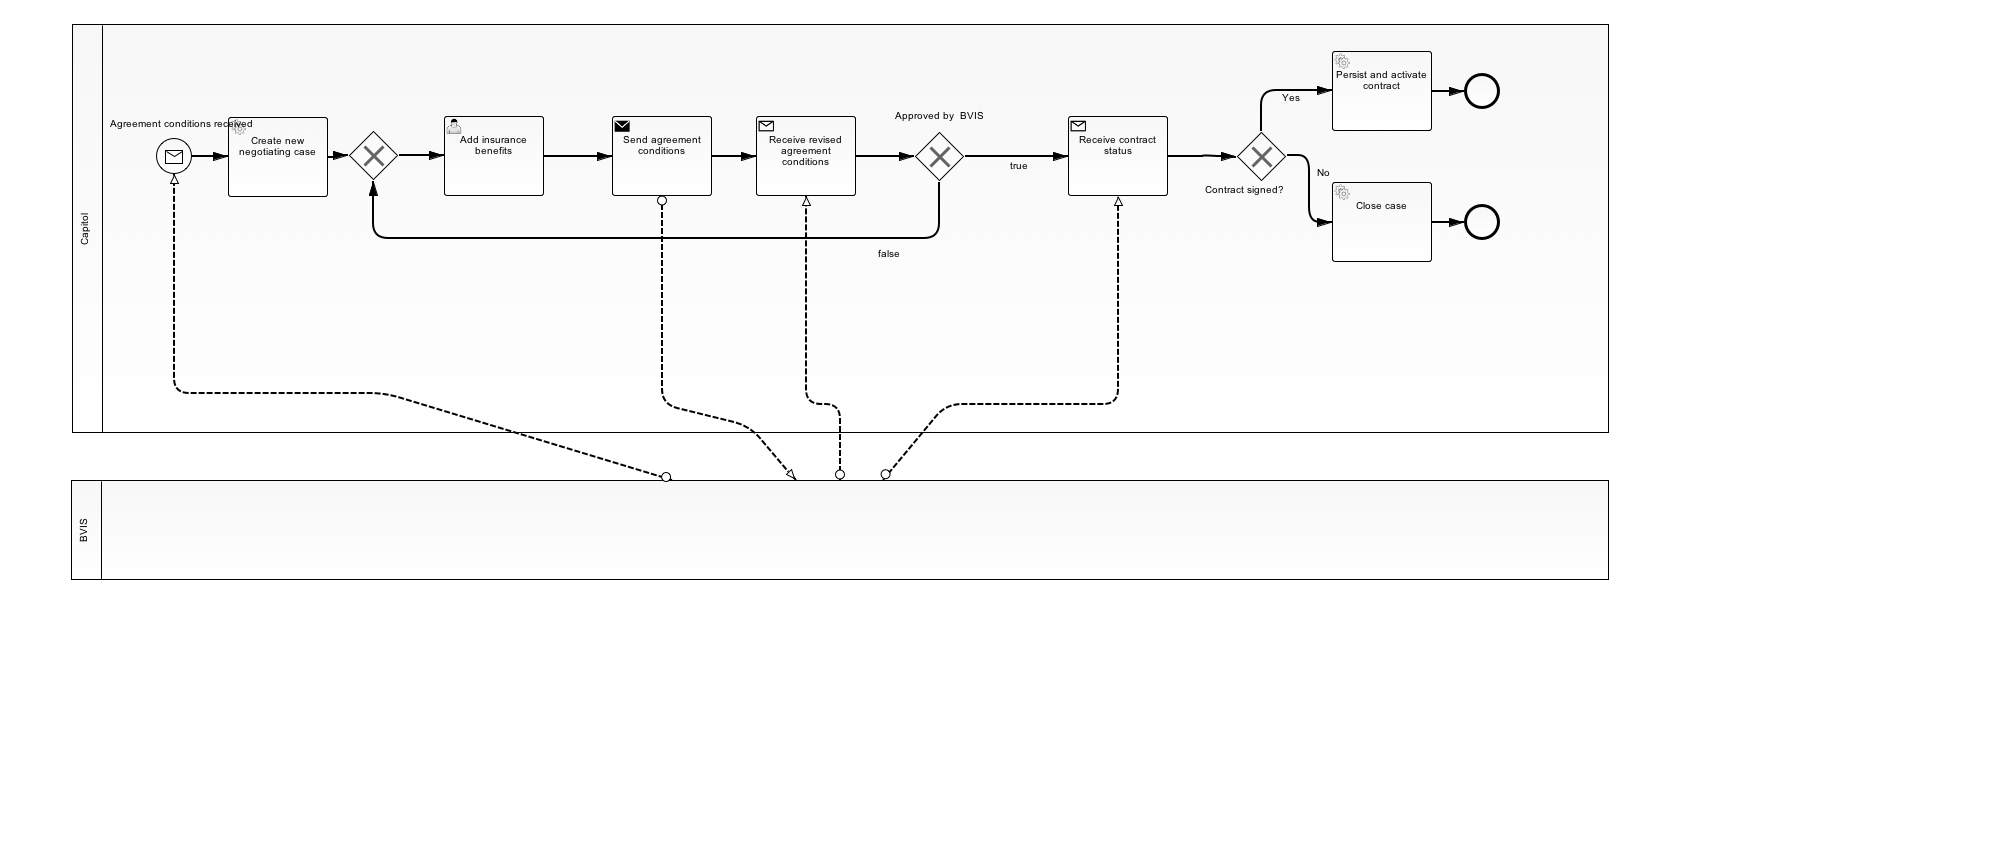 Capitol
Agreement conditions received
Create new
negotiating case
Add insurance
benefits
Send agreement
conditions
Receive revised
agreement
conditions
Approved by  BVIS
true
false
Receive contract
status
Contract signed?
Yes
No
Persist and activate
contract
Close case
BVIS